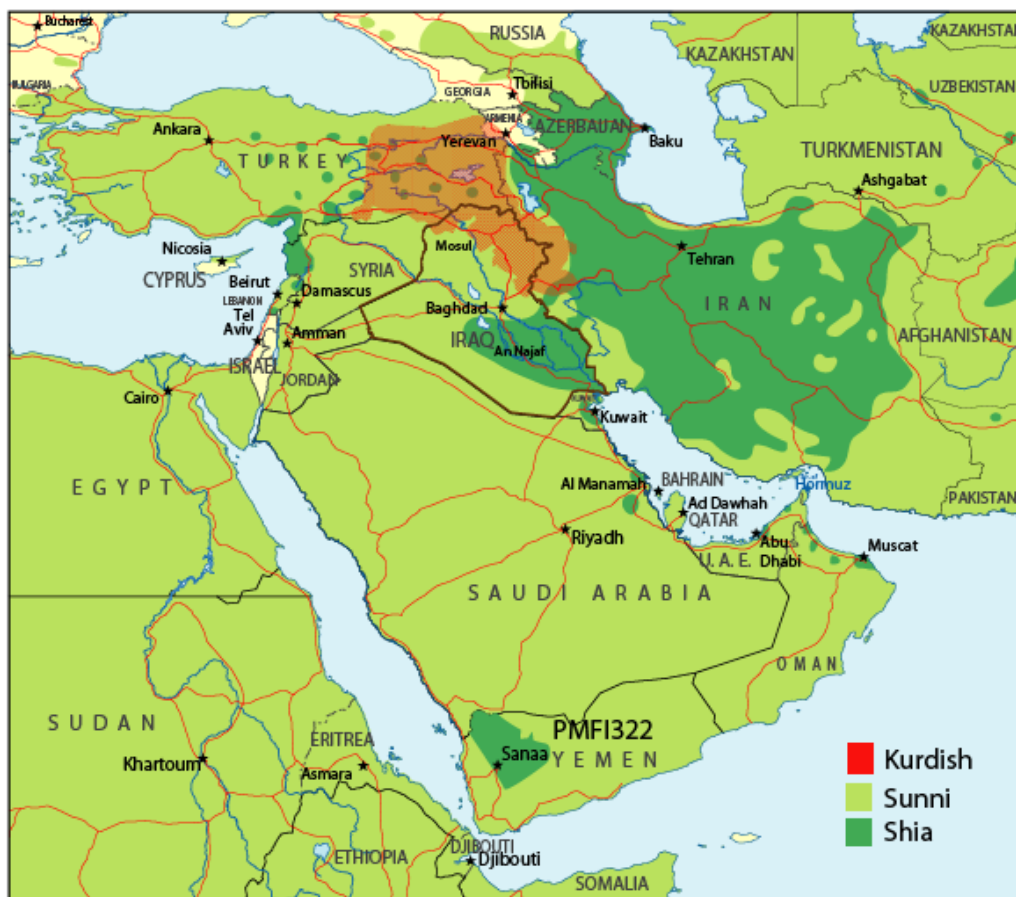 Bucharest
RUSSIA
KAZAKHSTAN
KAZAKHSTAN
BULGARIA
GEORGIA
Tbilisi
UZBEKISTAN
ARMENIA
AZERBAIJAN
Ankara
TURKEY
Yerevan
Baku
TURKMENISTAN
Ashgabat
Nicosia
CYPRUS
SYRIA
Mosul
Tehran
Beirut
LEBANON
Damascus
IRAN
Tel
Aviv
Amman
Baghdad
IRAQ
An Najaf
AFGHANISTAN
ISRAEL
JORDAN
Cairo
Kuwait
EGYPT
Al Manamah
BAHRAIN
Hormuz
PAKISTAN
Ad Dawhah
QATAR
Riyadh
U.A.E.
Abu
Dhabi
Muscat
SAUDI ARABIA
OMAN
SUDAN
ERITREA
PMFI322
Sanaa
YEMEN
Khartoum
Asmara
Kurdish
Sunni
Shia
ETHIOPIA
DJIBOUTI
Djibouti
SOMALIA